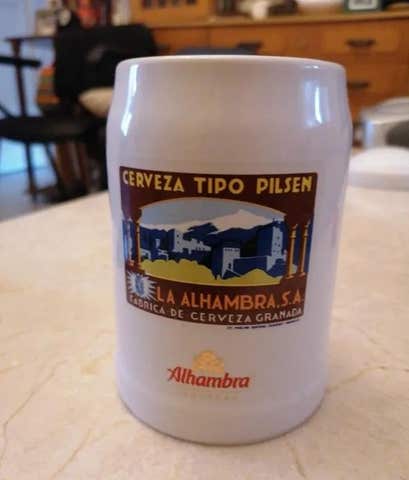 CERVEZA TIPO PILSEN
LA ALHAMBRA, S.A.
FABRICA DE CERVEZA GRANADA
Alhambra